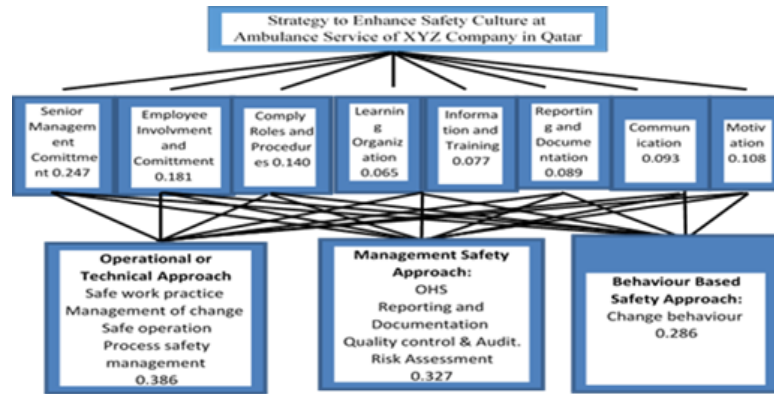 Strategy to Enhance Safety Culture at
Ambulance Service of XYZ Company in Qatar
Senior
Managem
ent
Comittme
nt 0.247
Employee
Involvment
and
Comittment
0.181
Comply
Roles and
Procedur
es 0.140
Learnin
g
Organiz
ation
0.065
Informa
tion and
Training
0.077
Reportin
g and
Docume
ntation
0.089
Commun
ication
0.093
Motiv
ation
0.108
Operational or
Technical Approach
Safe work practice
Management of change
Safe operation
Process safety
management
0.386
Management Safety
Approach:
OHS
Reporting and
Documentation
Quality control & Audit.
Risk Assessment
0.327
Behaviour Based
Safety Approach:
Change behaviour
0.286